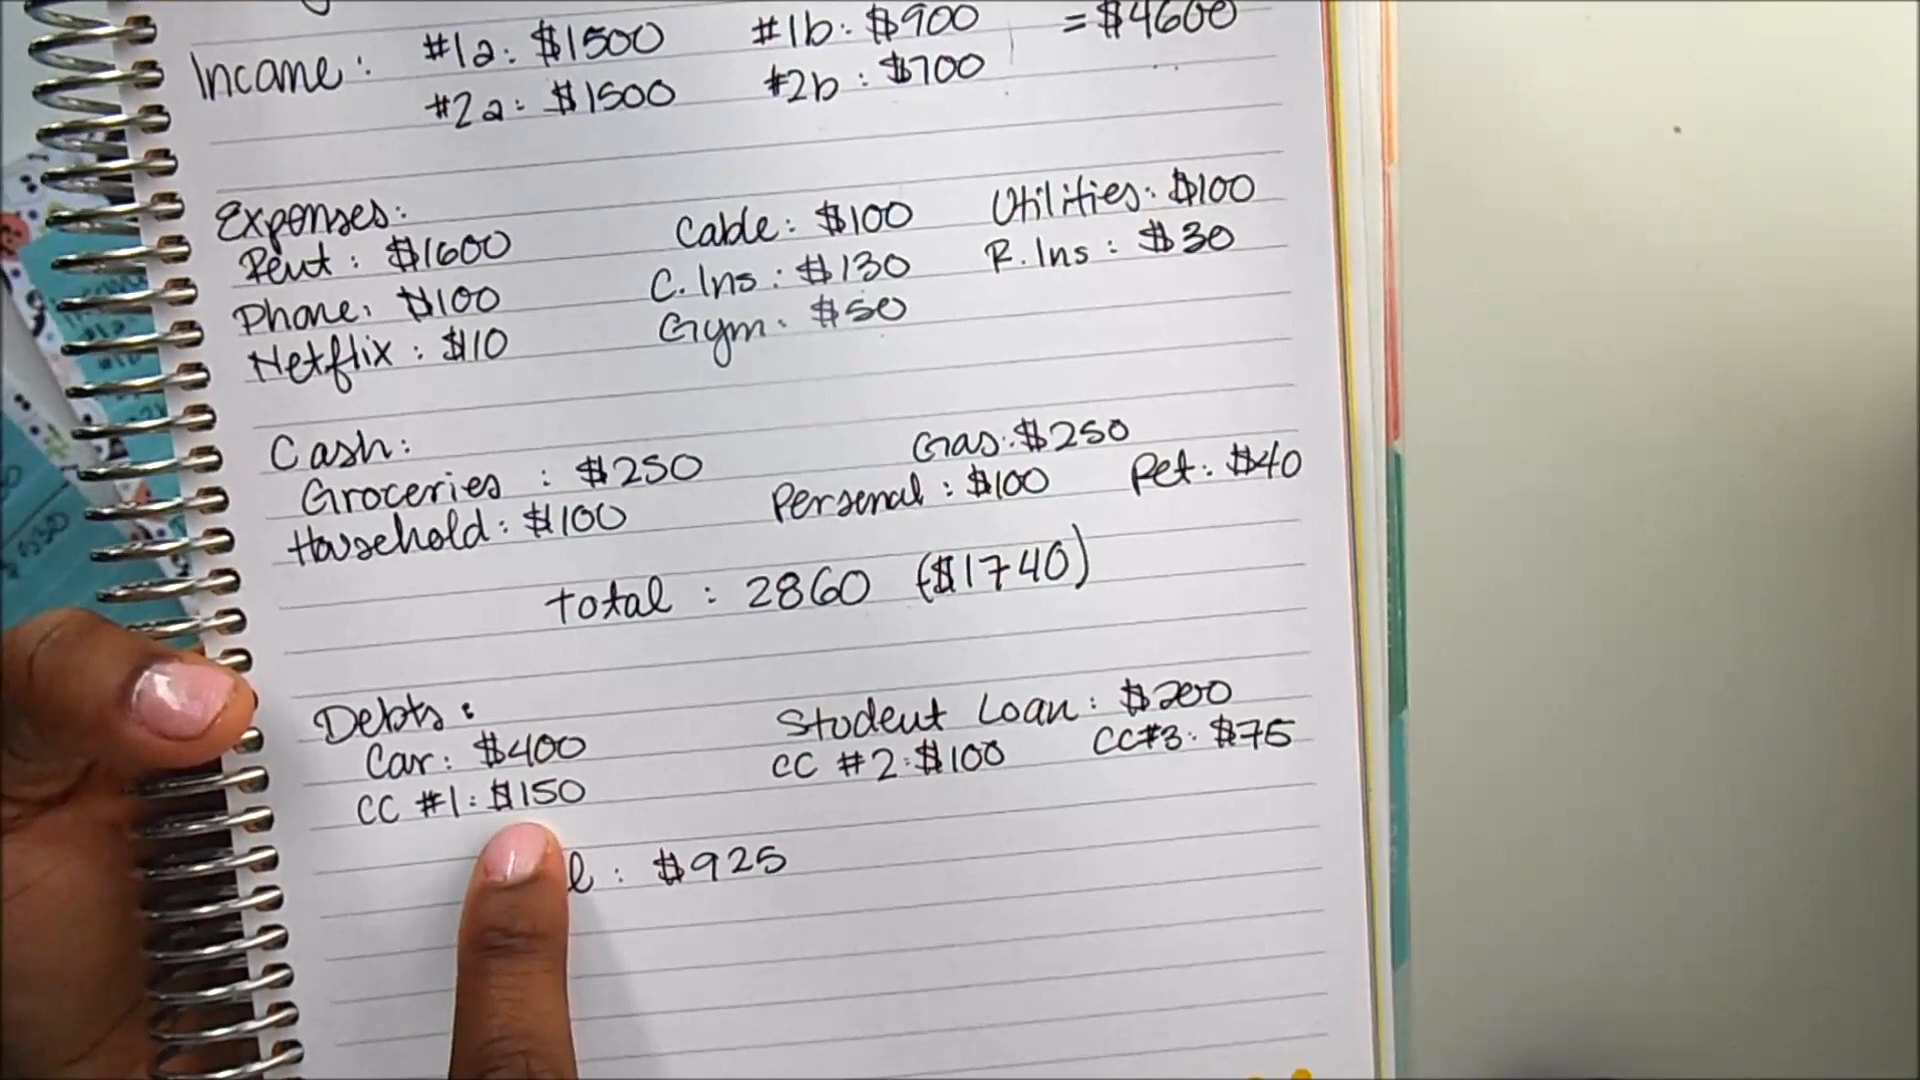 Income: #1a: $1500 #1b: $900 = $4600
#2a: $1500 #2b: $700
Expenses:
Rent: $1600 Cable: $100 Utilities: $100
Phone: $100 C. Ins: $130 R. Ins: $30
Netflix: $10 Gym: $50
Cash:
Groceries: $250 Gas: $250
Household: $100 Personal: $100 Pet: $40
Total: 2860 ($1740)
Debts:
Car: $400 Student Loan: $200
CC #1: $150 CC #2: $100 CC#3: $75
l: $925